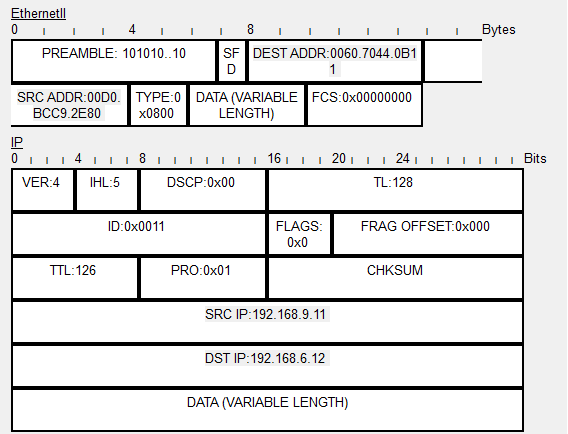 EthernetII
0 4 8 Bytes
PREAMBLE: 101010..10 SF DEST ADDR:0060.7044.0B1
D 1
SRC ADDR:00D0. TYPE:0 DATA (VARIABLE FCS:0x00000000
BCC9.2E80 x0800 LENGTH)
IP
0 4 8 16 20 24 Bits
VER:4 IHL:5 DSCP:0x00 TL:128
ID:0x0011 FLAGS: FRAG OFFSET:0x000
0x0
TTL:126 PRO:0x01 CHKSUM
SRC IP:192.168.9.11
DST IP:192.168.6.12
DATA (VARIABLE LENGTH)